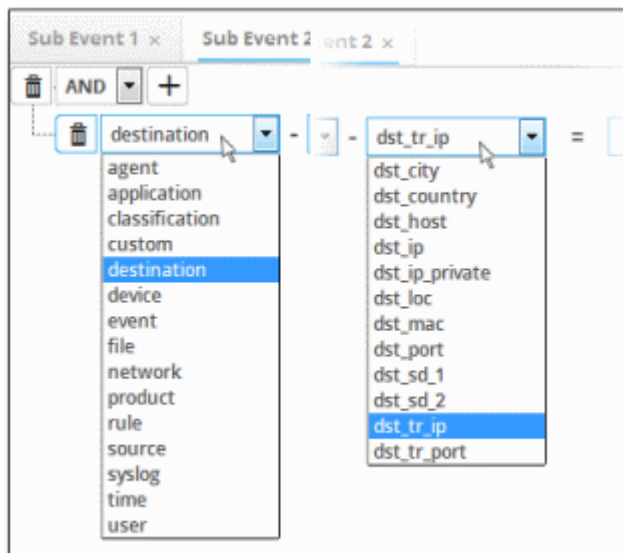 Sub Event 1 × Sub Event 2 ent 2 ×
AND +
destination - - dst_tr_ip =
agent
application
classification
custom
destination
device
event
file
network
product
rule
source
syslog
time
user
dst_city
dst_country
dst_host
dst_ip
dst_ip_private
dst_loc
dst_mac
dst_port
dst_sd_1
dst_sd_2
dst_tr_ip
dst_tr_port